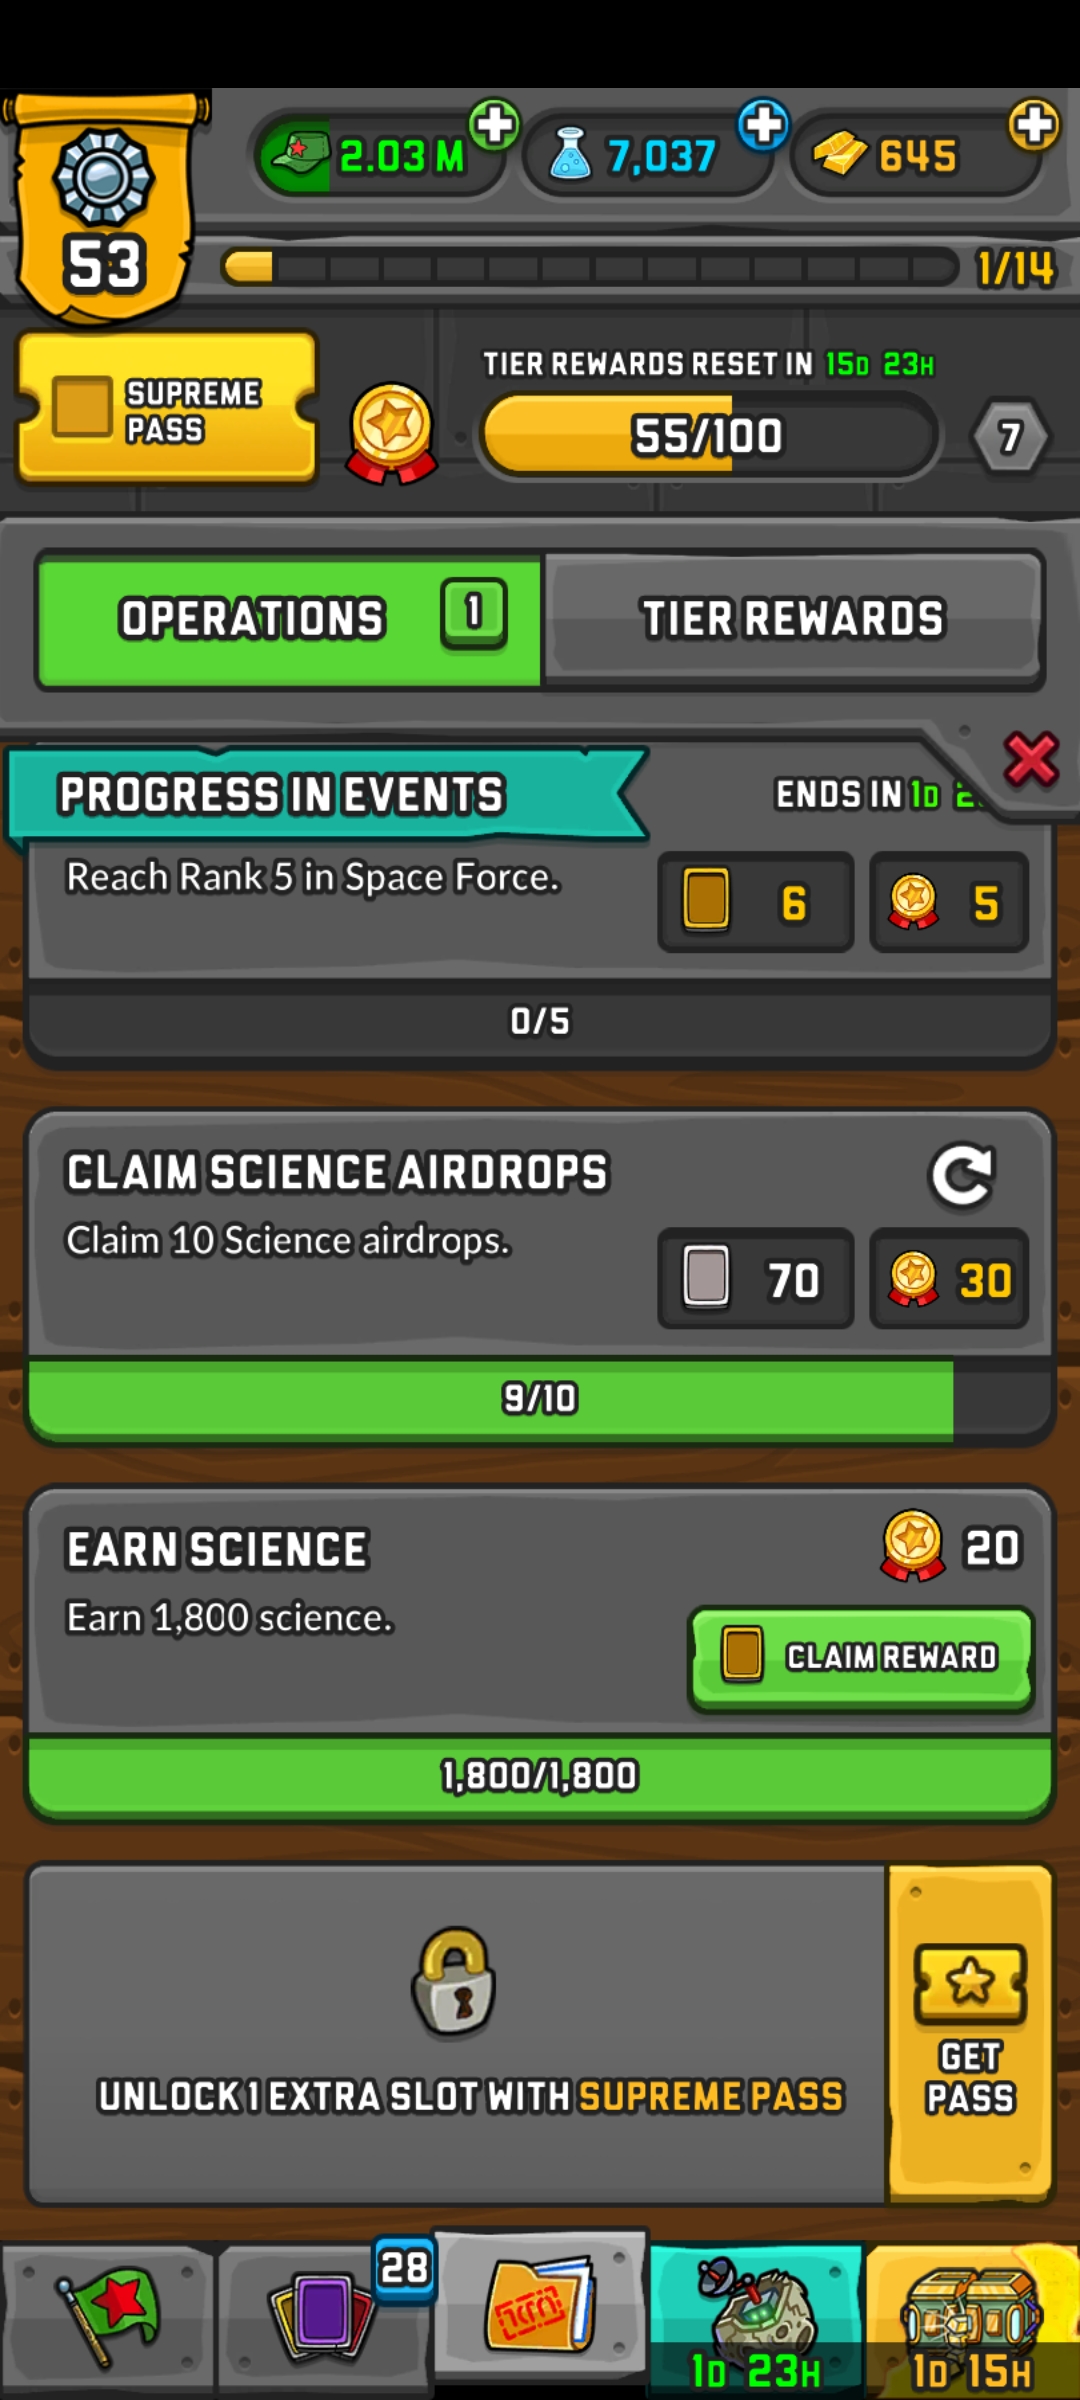 2.03 M
7,037
645
53
1/14
SUPREME
PASS
TIER REWARDS RESET IN 15D 23H
55/100
7
OPERATIONS
1
TIER REWARDS
PROGRESS IN EVENTS
ENDS IN 1D
Reach Rank 5 in Space Force.
6
5
0/5
CLAIM SCIENCE AIRDROPS
Claim 10 Science airdrops.
70
30
9/10
EARN SCIENCE
20
Earn 1,800 science.
CLAIM REWARD
1,800/1,800
UNLOCK 1 EXTRA SLOT WITH SUPREME PASS
GET
PASS
28
1D 23H
1D 15H